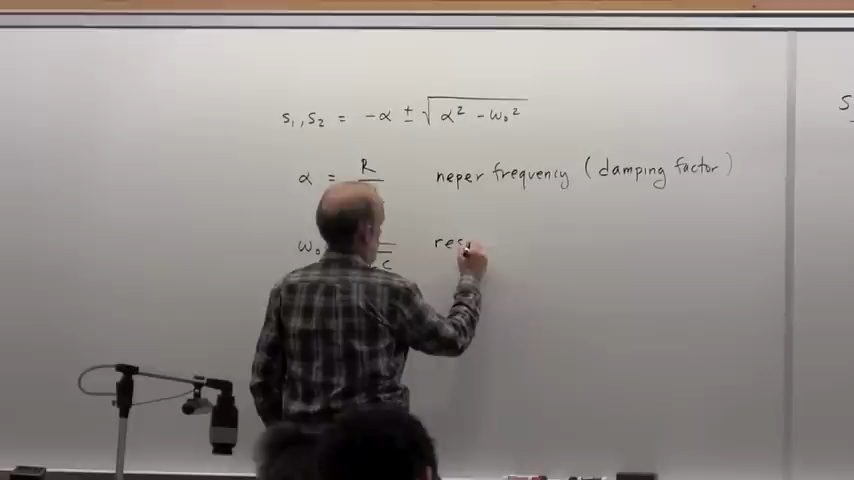 s₁, s₂ = -α ± √α² - ω₀²
α = R neper frequency (damping factor)
ω₀ C res
S